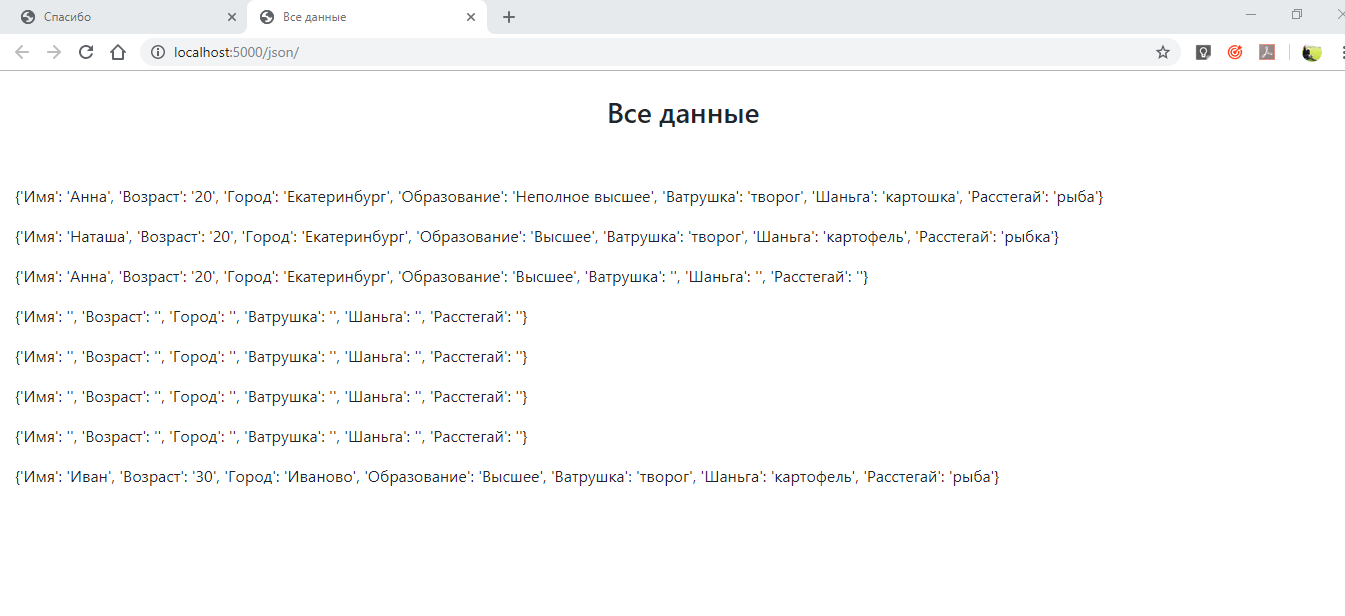 Спасибо
Все данные
localhost:5000/json/
Все данные
{'Имя': 'Анна', 'Возраст': '20', 'Город': 'Екатеринбург', 'Образование': 'Неполное высшее', 'Ватрушка': 'творог', 'Шаньга': 'картошка', 'Расстегай': 'рыба'}
{'Имя': 'Наташа', 'Возраст': '20', 'Город': 'Екатеринбург', 'Образование': 'Высшее', 'Ватрушка': 'творог', 'Шаньга': 'картофель', 'Расстегай': 'рыбка'}
{'Имя': 'Анна', 'Возраст': '20', 'Город': 'Екатеринбург', 'Образование': 'Высшее', 'Ватрушка': '', 'Шаньга': '', 'Расстегай': ''}
{'Имя': '', 'Возраст': '', 'Город': '', 'Ватрушка': '', 'Шаньга': '', 'Расстегай': ''}
{'Имя': '', 'Возраст': '', 'Город': '', 'Ватрушка': '', 'Шаньга': '', 'Расстегай': ''}
{'Имя': '', 'Возраст': '', 'Город': '', 'Ватрушка': '', 'Шаньга': '', 'Расстегай': ''}
{'Имя': '', 'Возраст': '', 'Город': '', 'Ватрушка': '', 'Шаньга': '', 'Расстегай': ''}
{'Имя': 'Иван', 'Возраст': '30', 'Город': 'Иваново', 'Образование': 'Высшее', 'Ватрушка': 'творог', 'Шаньга': 'картофель', 'Расстегай': 'рыба'}